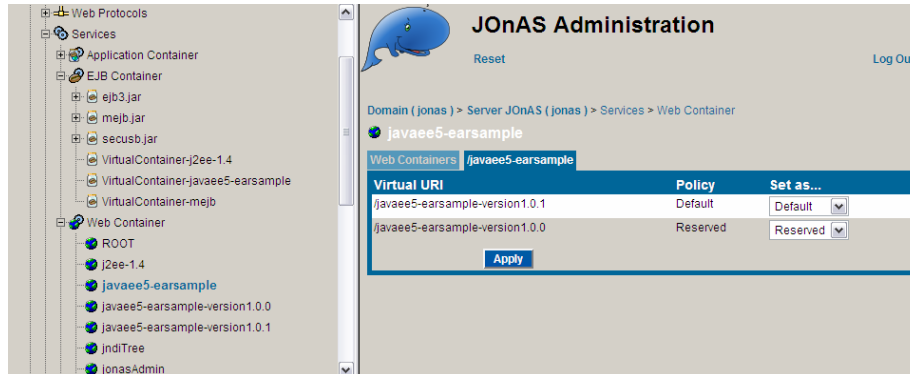 Web Protocols
Services
Application Container
EJB Container
ejb3.jar
mejb.jar
secusb.jar
VirtualContainer-j2ee-1.4
VirtualContainer-javaee5-earsample
VirtualContainer-mejb
Web Container
ROOT
j2ee-1.4
javaee5-earsample
javaee5-earsample-version1.0.0
javaee5-earsample-version1.0.1
jndiTree
jonasAdmin
JOnAS Administration
Reset
Log Ou
Domain ( jonas ) > Server JOnAS ( jonas ) > Services > Web Container
javaee5-earsample
Web Containers /javaee5-earsample
Virtual URI Policy Set as...
/javaee5-earsample-version1.0.1 Default Default
/javaee5-earsample-version1.0.0 Reserved Reserved
Apply